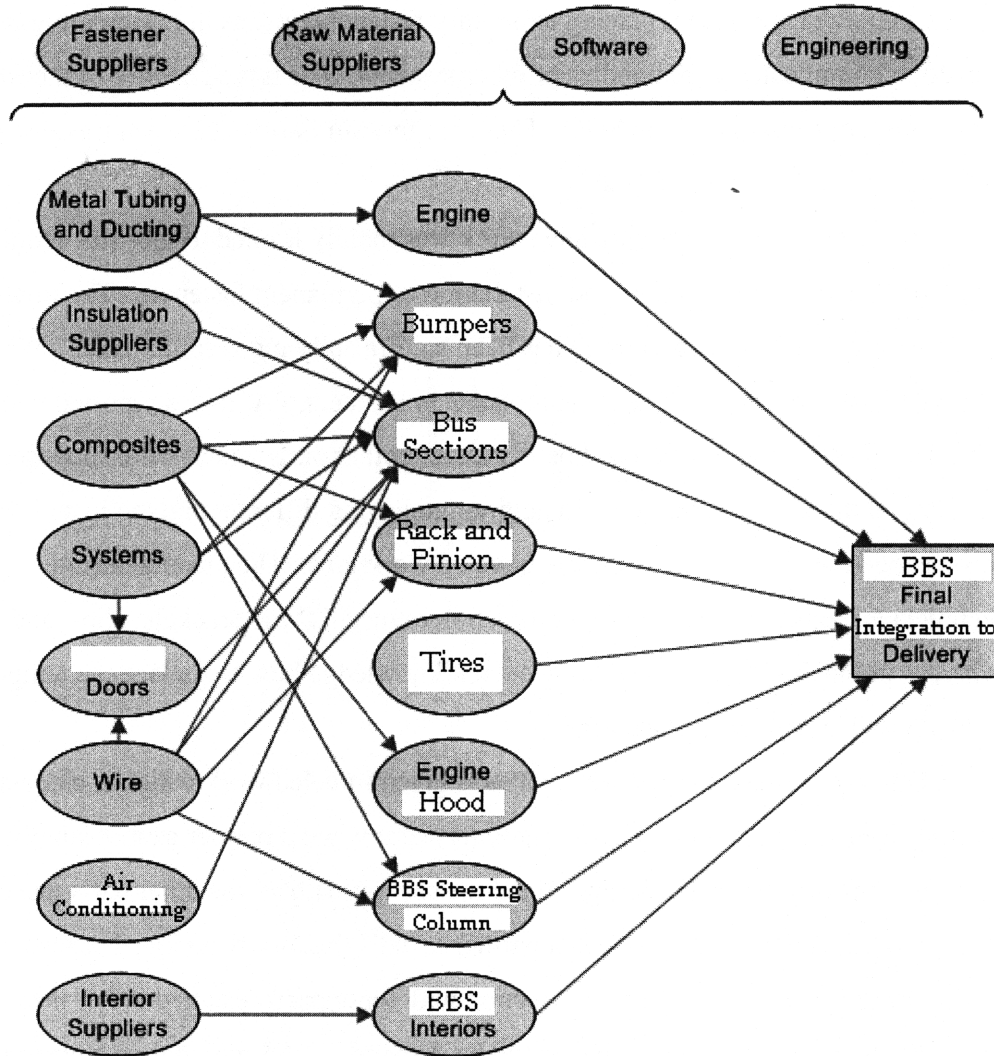 Fastener
Suppliers
Raw Material
Suppliers
Software
Engineering
Metal Tubing
and Ducting
Engine
Insulation
Suppliers
Bumpers
Composites
Bus
Sections
Systems
Rack and
Pinion
BBS
Final
Integration to
Delivery
Doors
Tires
Wire
Engine
Hood
Air
Conditioning
BBS Steering
Column
Interior
Suppliers
BBS
Interiors